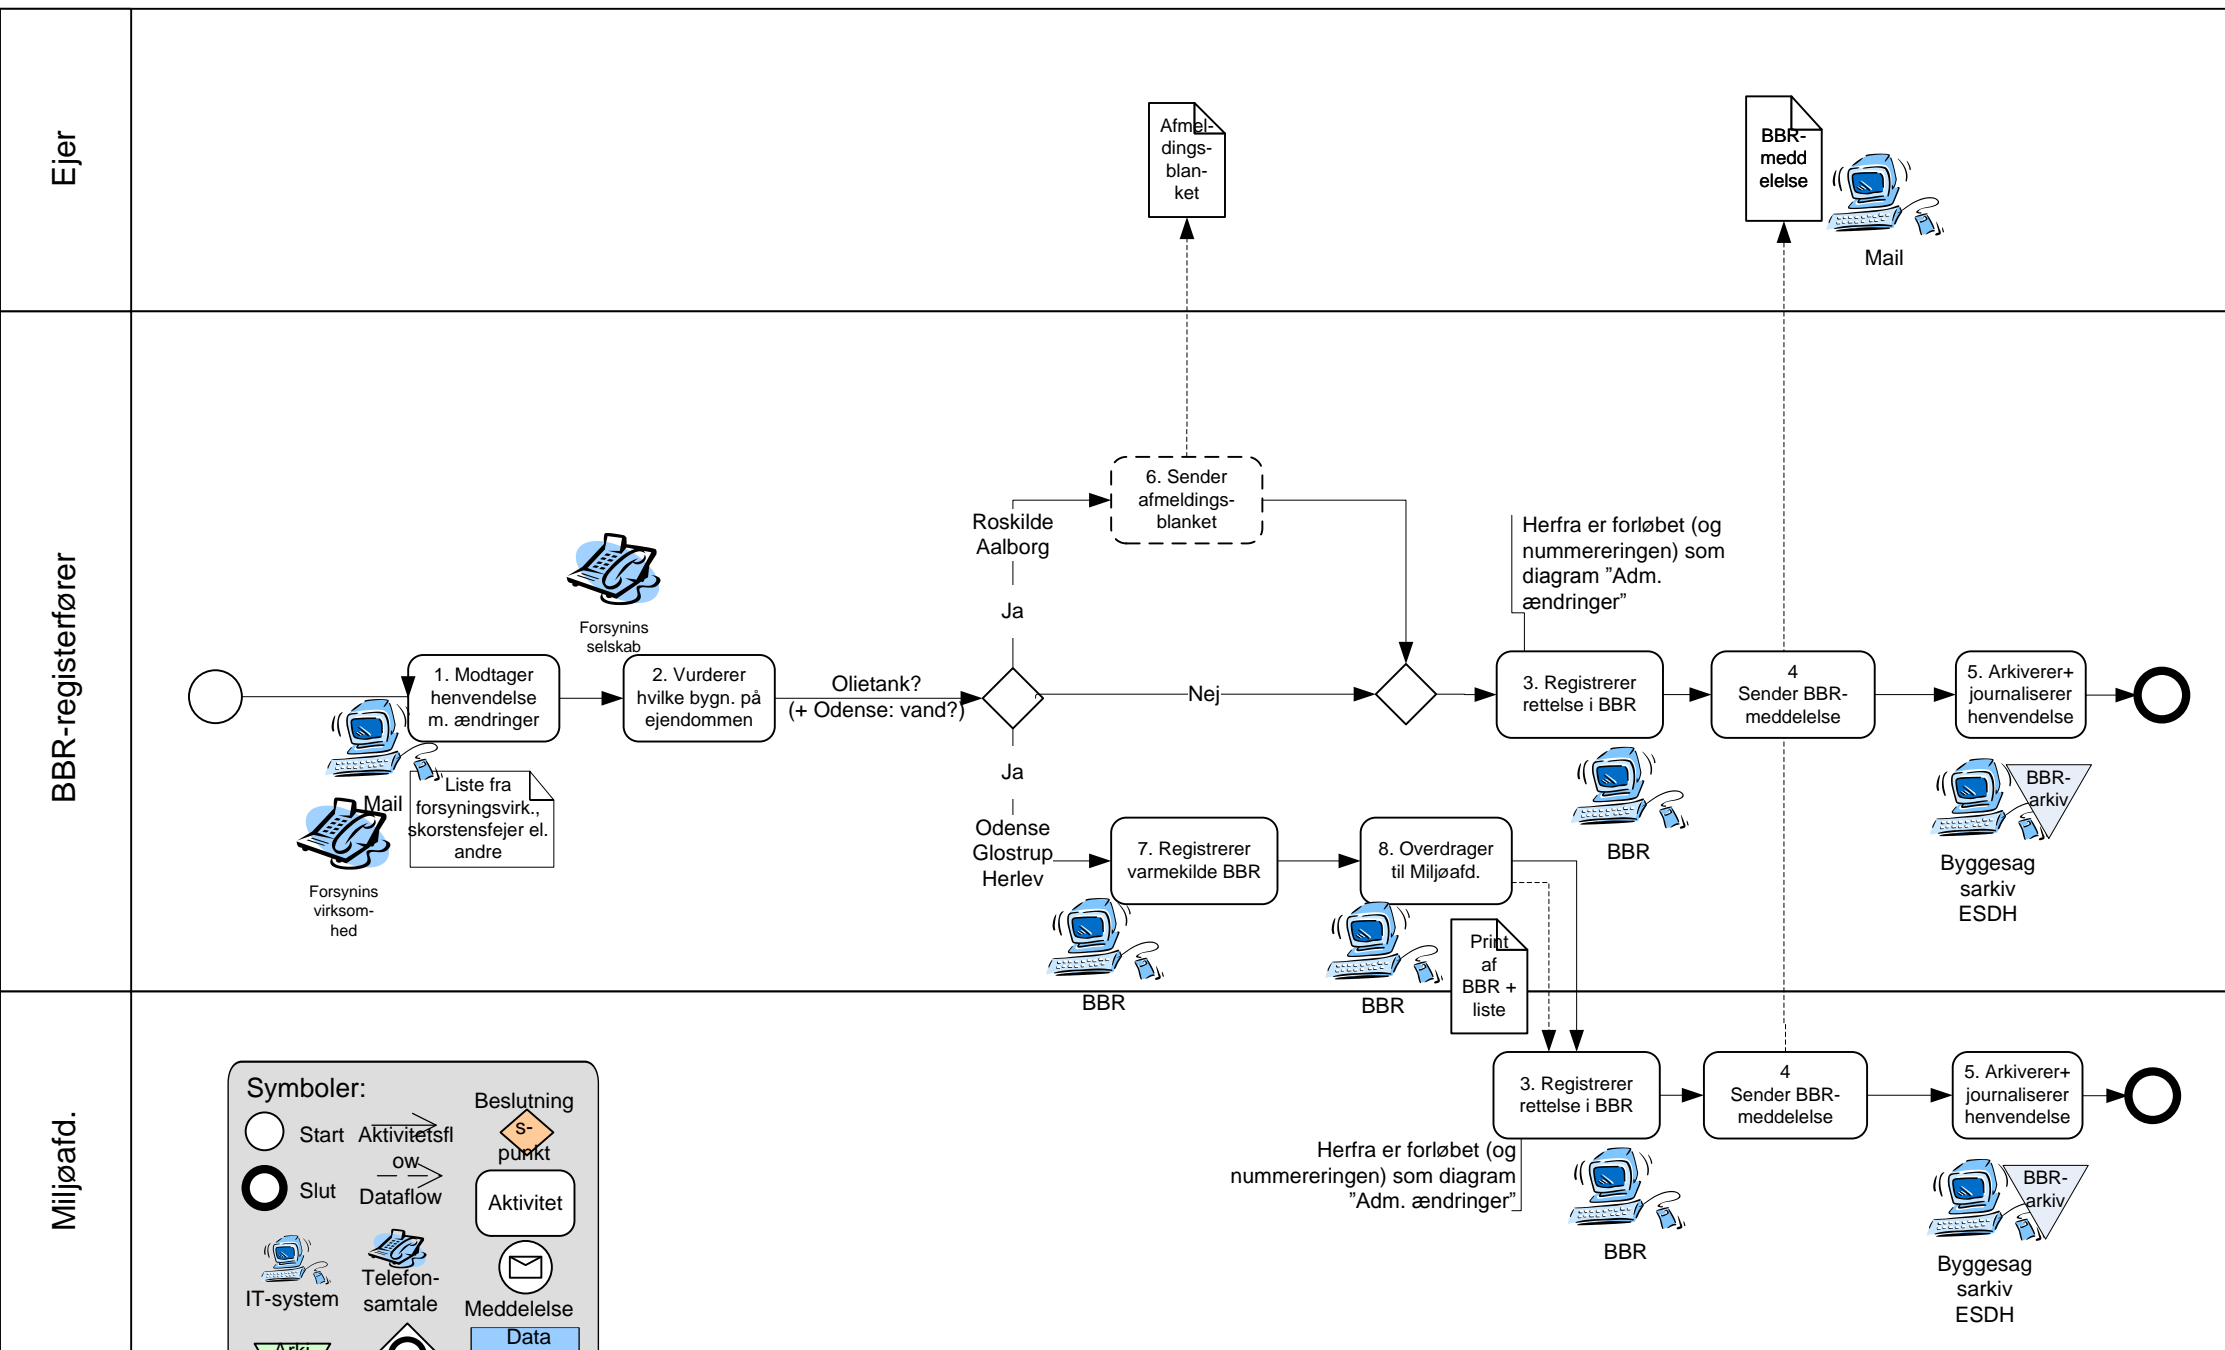 Ejer
Afmel-
dings-
blan-
ket
BBR-
medd
elelse
Mail
BBR-registerfører
6. Sender
afmeldings-
blanket
Roskilde
Aalborg
Ja
Herfra er forløbet (og
nummereringen) som
diagram ”Adm.
ændringer”
Forsynins
selskab
1. Modtager
henvendelse
m. ændringer
2. Vurderer
hvilke bygn. på
ejendommen
Olietank?
(+ Odense: vand?)
Nej
3. Registrerer
rettelse i BBR
4
Sender BBR-
meddelelse
5. Arkiverer+
journaliserer
henvendelse
Mail
Liste fra
forsyningsvirk.,
skorstensfejer el.
andre
Forsynins
virksom-
hed
Ja
Odense
Glostrup
Herlev
7. Registrerer
varmekilde BBR
8. Overdrager
til Miljøafd.
BBR
BBR
BBR
Print
af
BBR +
liste
BBR-
arkiv
Byggesag
sarkiv
ESDH
Miljøafd.
3. Registrerer
rettelse i BBR
4
Sender BBR-
meddelelse
5. Arkiverer+
journaliserer
henvendelse
Herfra er forløbet (og
nummereringen) som diagram
”Adm. ændringer”
BBR
BBR-
arkiv
Byggesag
sarkiv
ESDH
Symboler:
Start
Aktivitetsfl
ow
Beslutning
s-
punkt
Slut
Dataflow
Aktivitet
IT-system
Telefon-
samtale
Meddelelse
Arki
Data